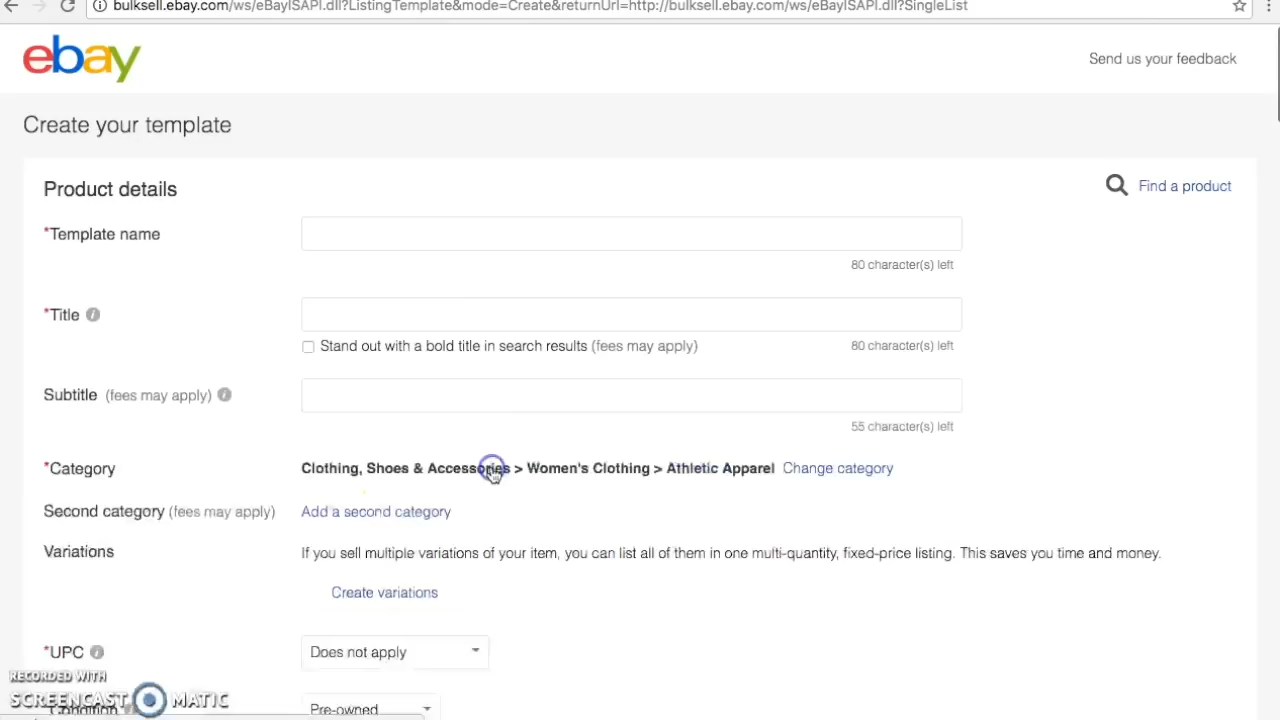 bulksell.ebay.com/ws/eBayISAPI.dll?ListingTemplate&mode=Create&returnUrl=http://bulksell.ebay.com/ws/eBayISAPI.dll?SingleList
ebay
Send us your feedback
Create your template
Product details
Find a product
*Template name
80 character(s) left
*Title
Stand out with a bold title in search results (fees may apply)
80 character(s) left
Subtitle (fees may apply)
55 character(s) left
*Category
Clothing, Shoes & Accessories > Women's Clothing > Athletic Apparel Change category
Second category (fees may apply)
Add a second category
Variations
If you sell multiple variations of your item, you can list all of them in one multi-quantity, fixed-price listing. This saves you time and money.
Create variations
*UPC
Does not apply
RECORDED WITH
SCREENCAST MATIC
Condition
Pre-owned